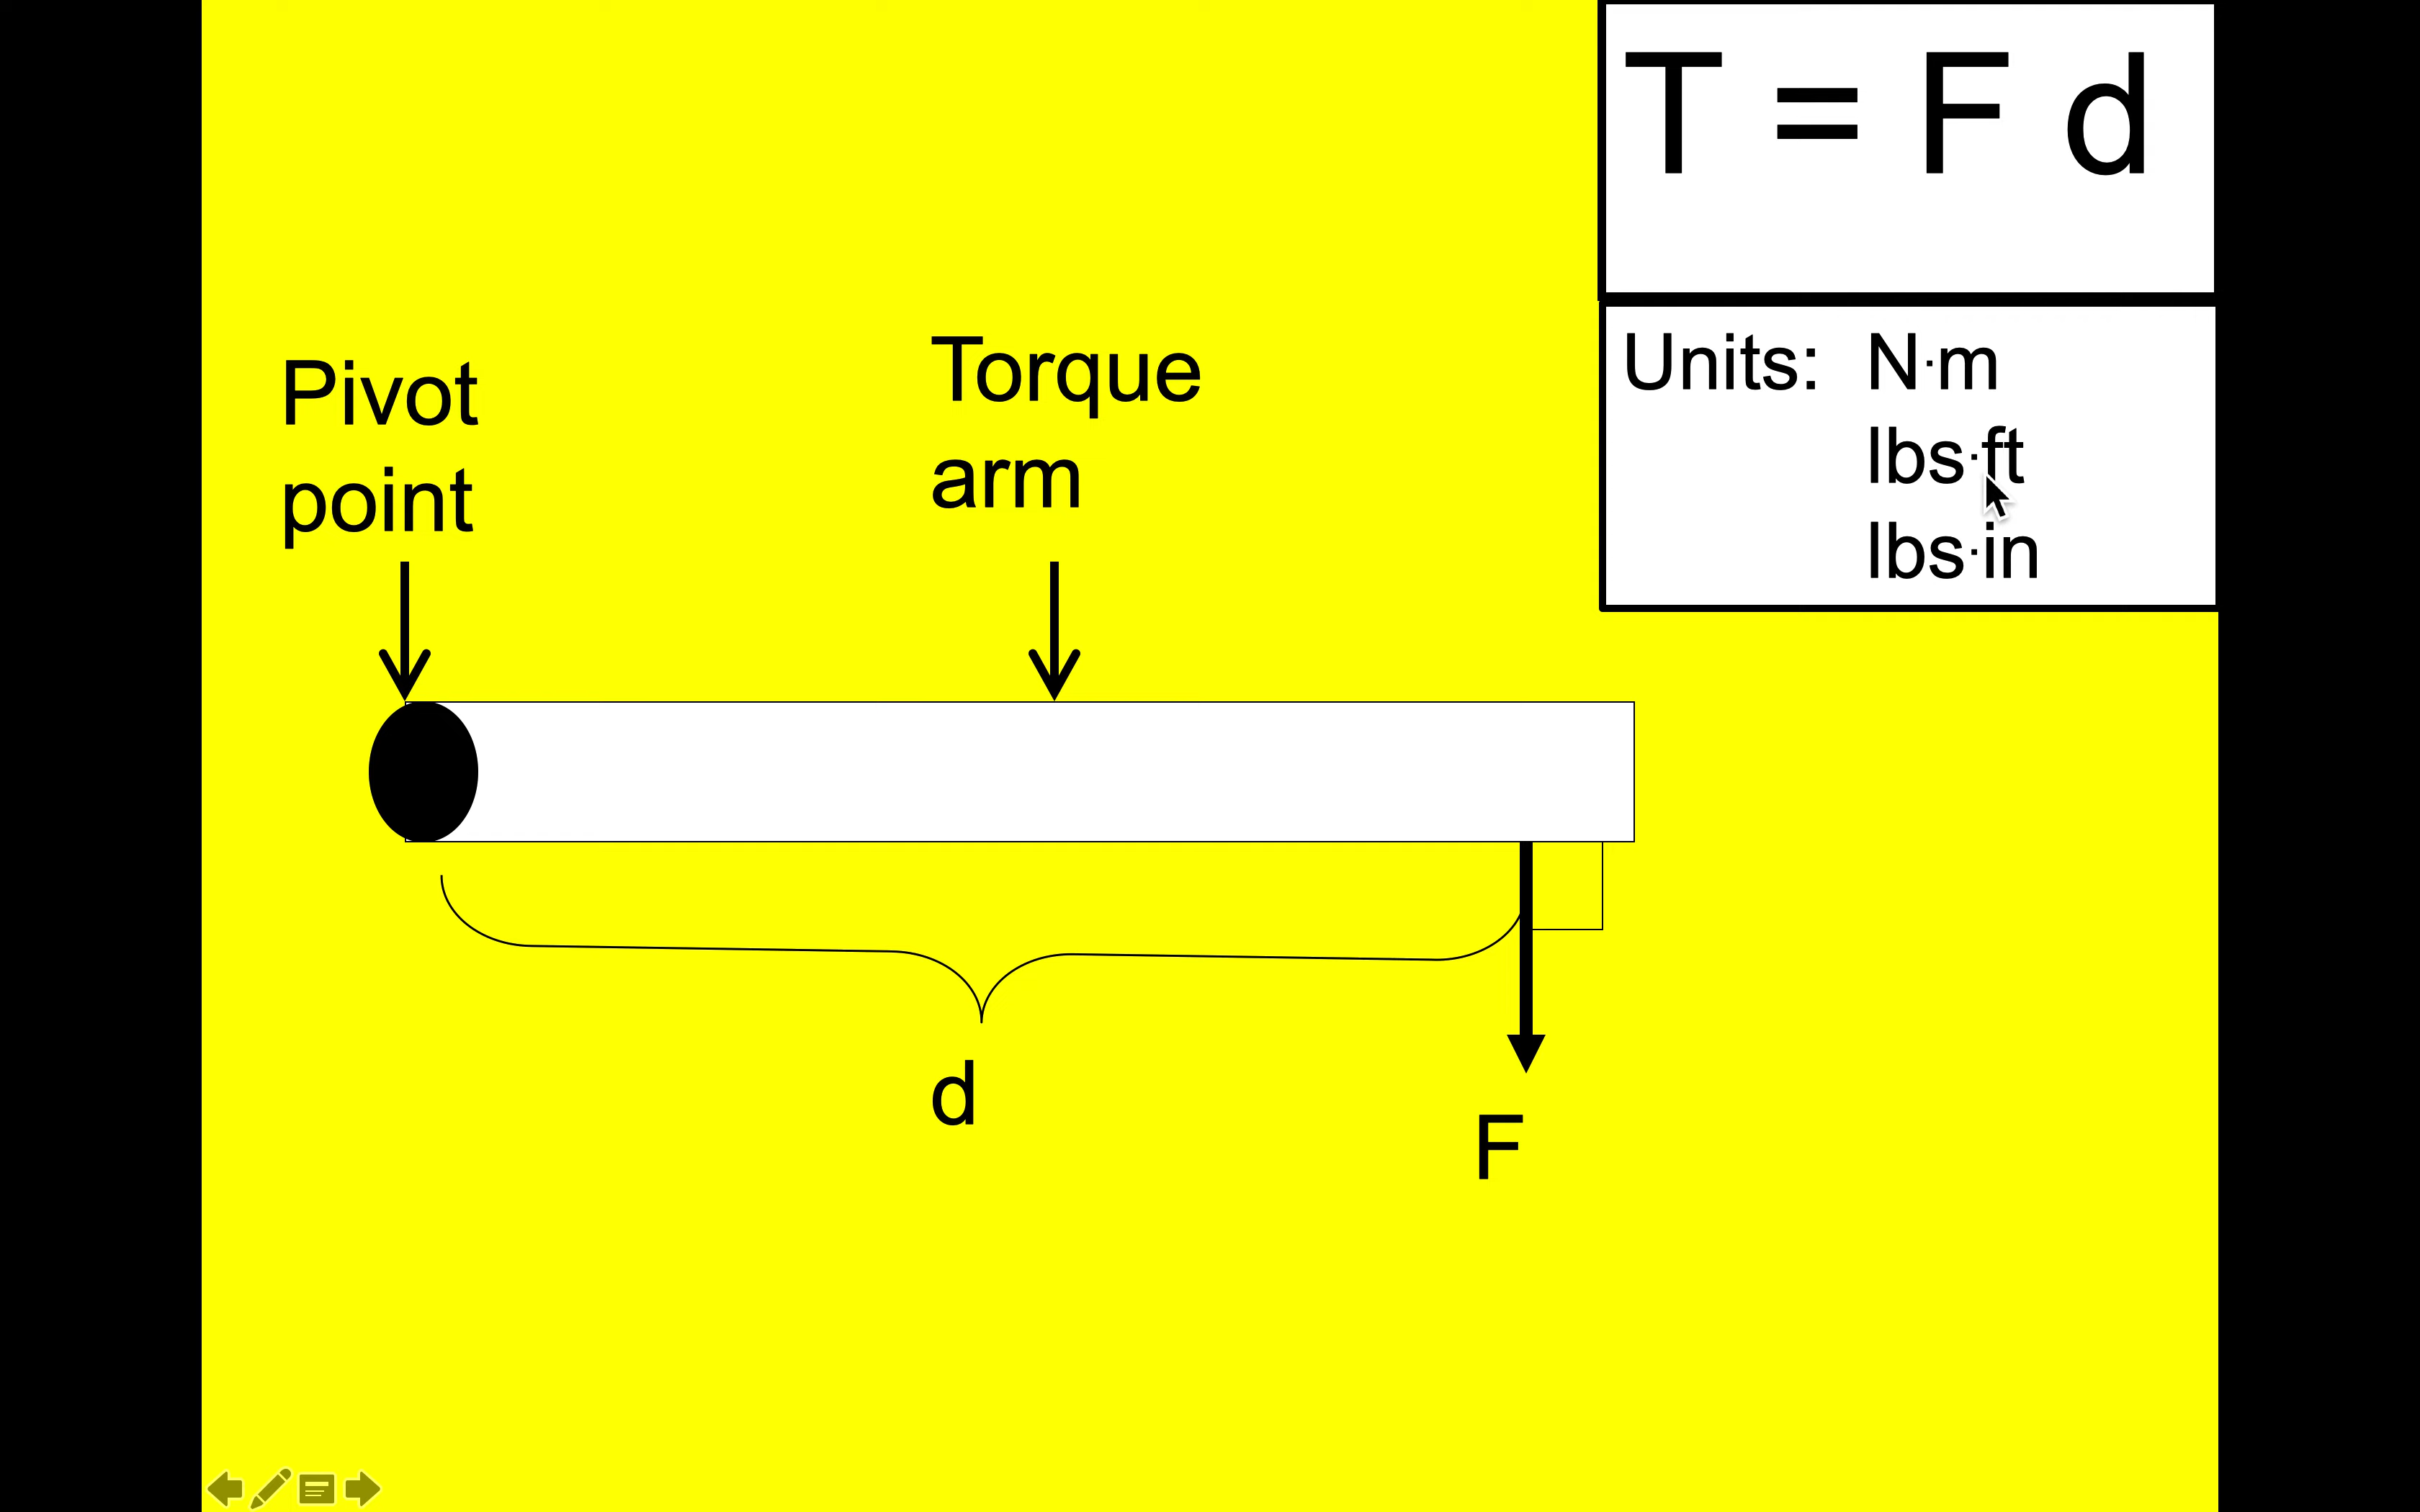 T = F d
Units: N·m
lbs·ft
lbs·in
Pivot
point
Torque
arm
d
F